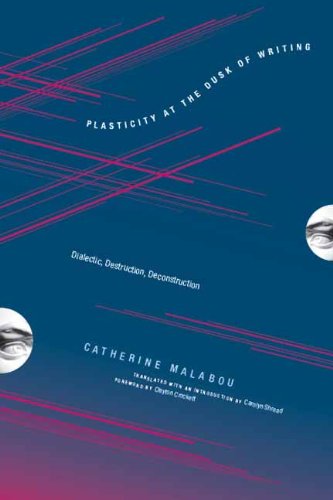 PLASTICITY AT THE DUSK OF WRITING
Dialectic, Destruction, Deconstruction
CATHERINE MALABOU
TRANSLATED WITH AN INTRODUCTION BY Carolyn Shread
FOREWORD BY Clayton Crockett